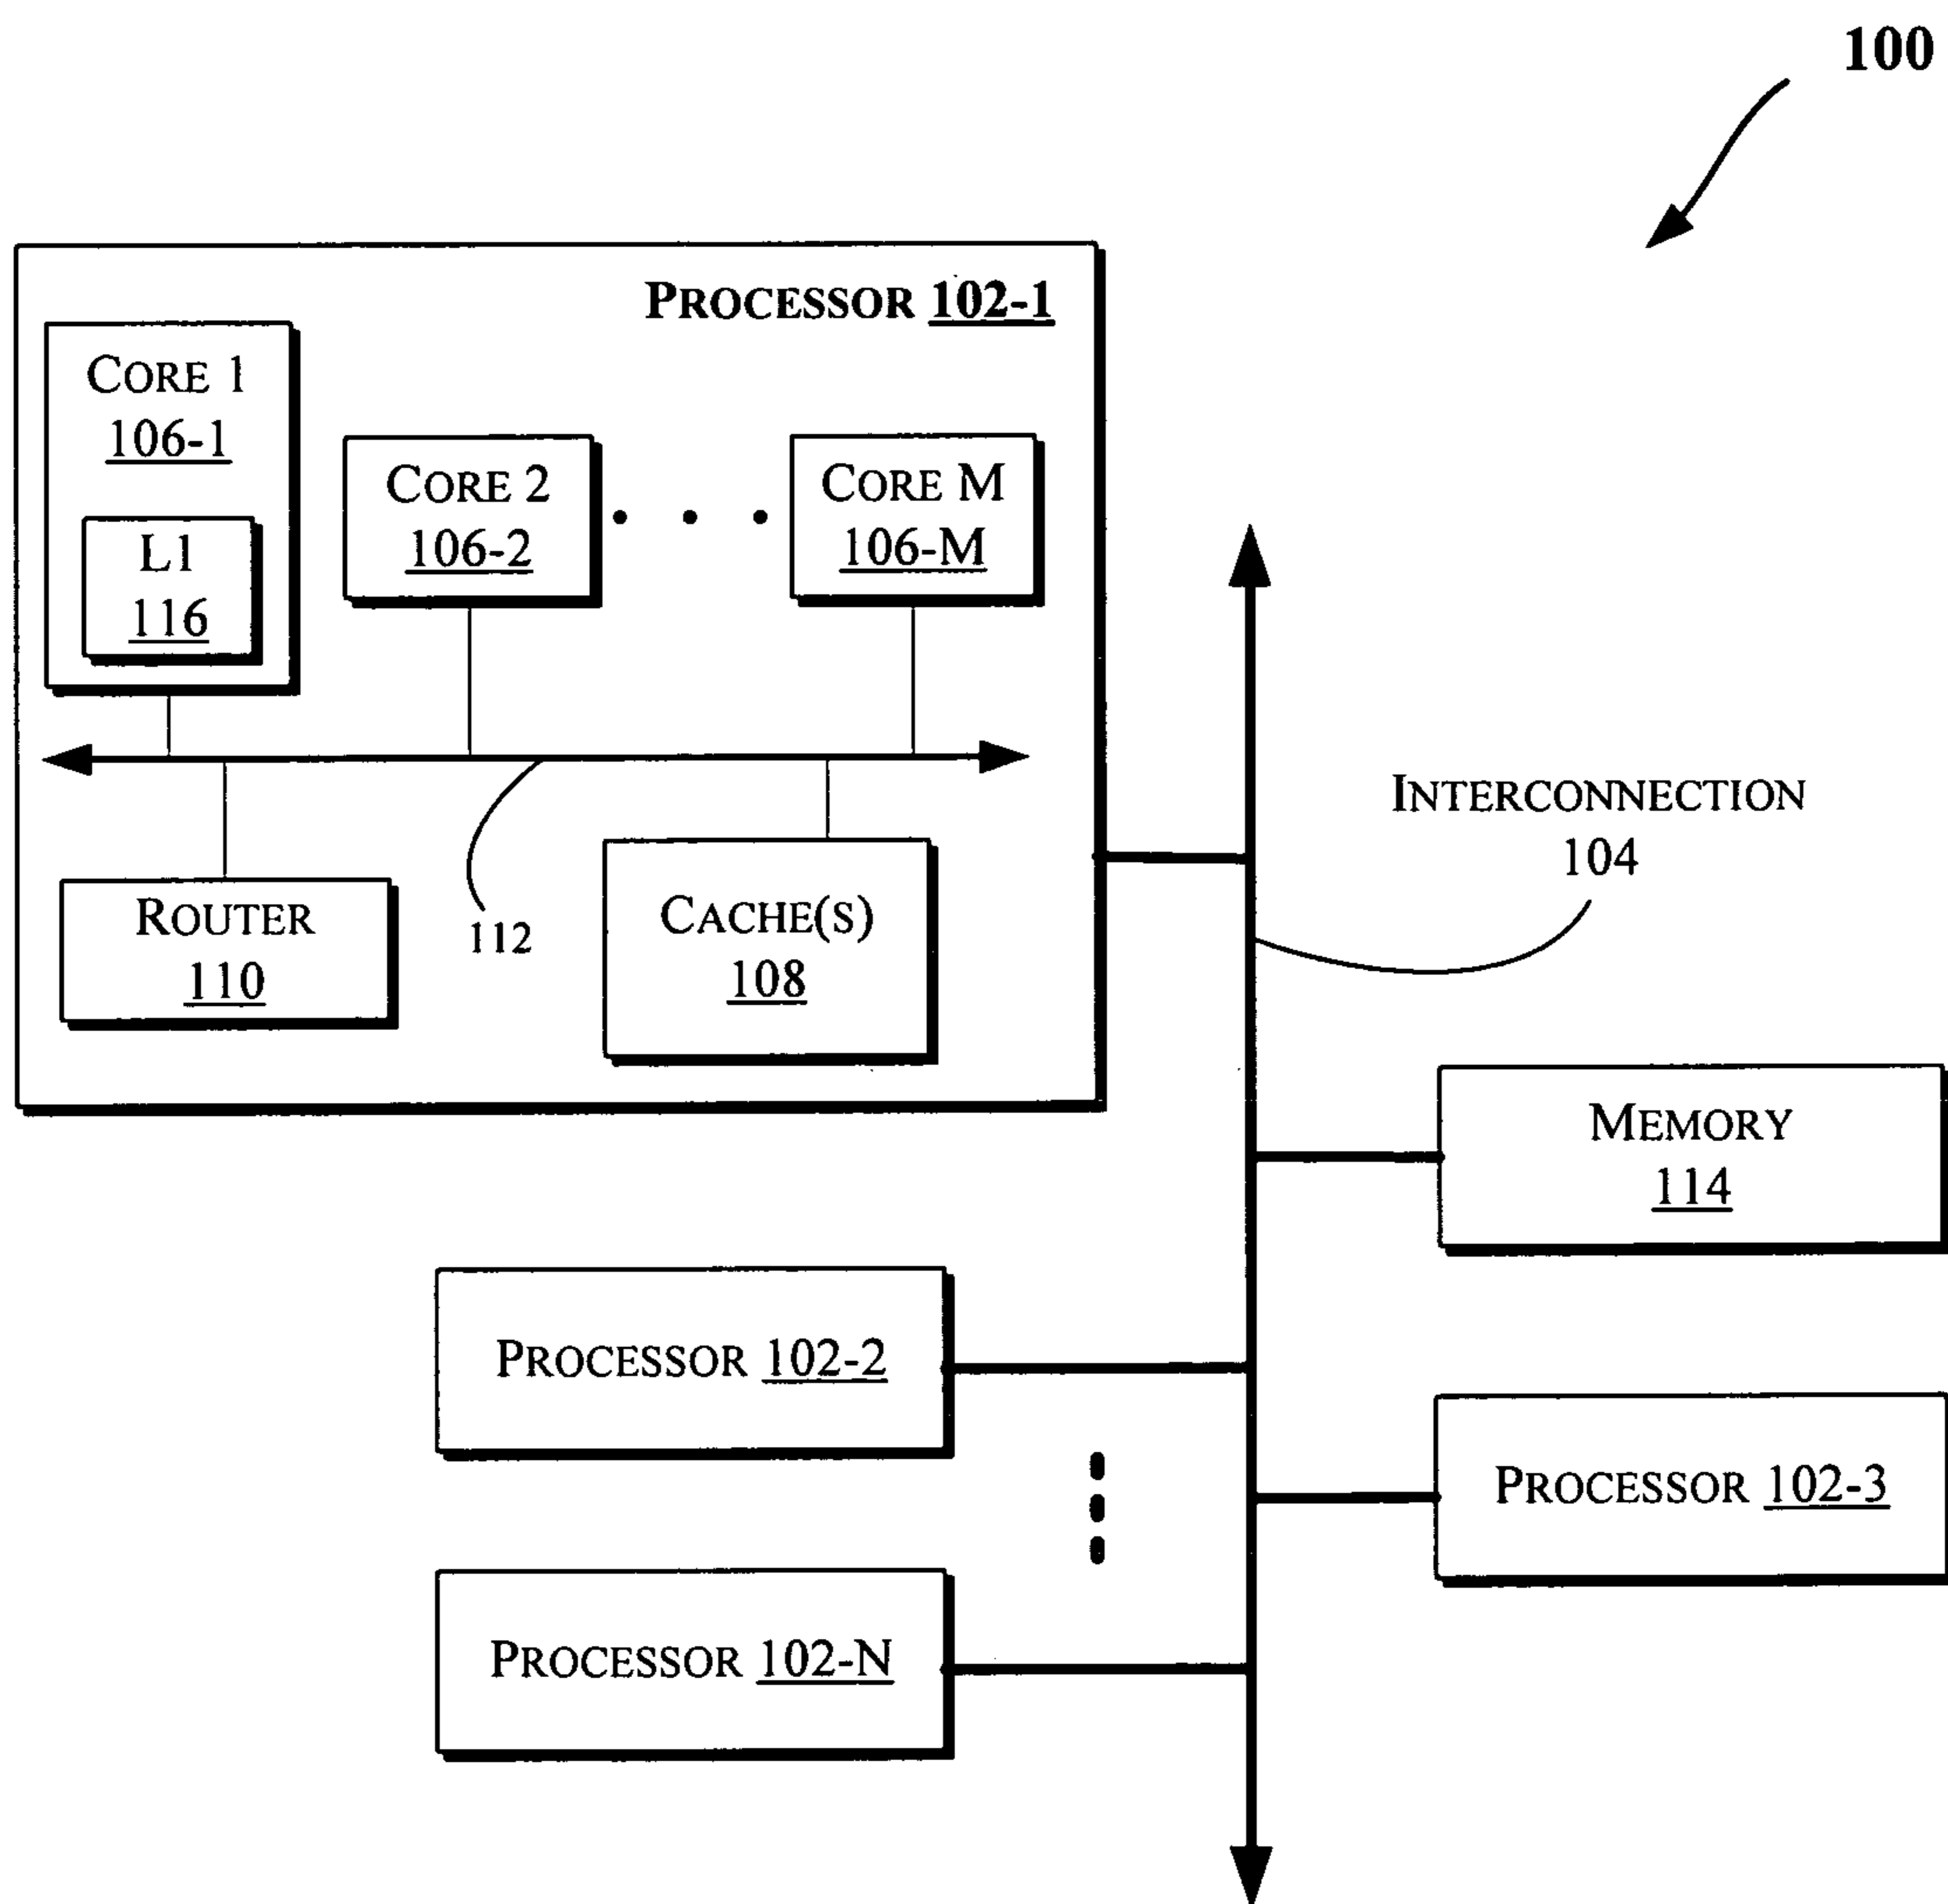 100
PROCESSOR 102-1
CORE 1
106-1
L1
116
CORE 2
106-2
CORE M
106-M
112
ROUTER
110
CACHE(S)
108
INTERCONNECTION
104
MEMORY
114
PROCESSOR 102-2
PROCESSOR 102-3
PROCESSOR 102-N